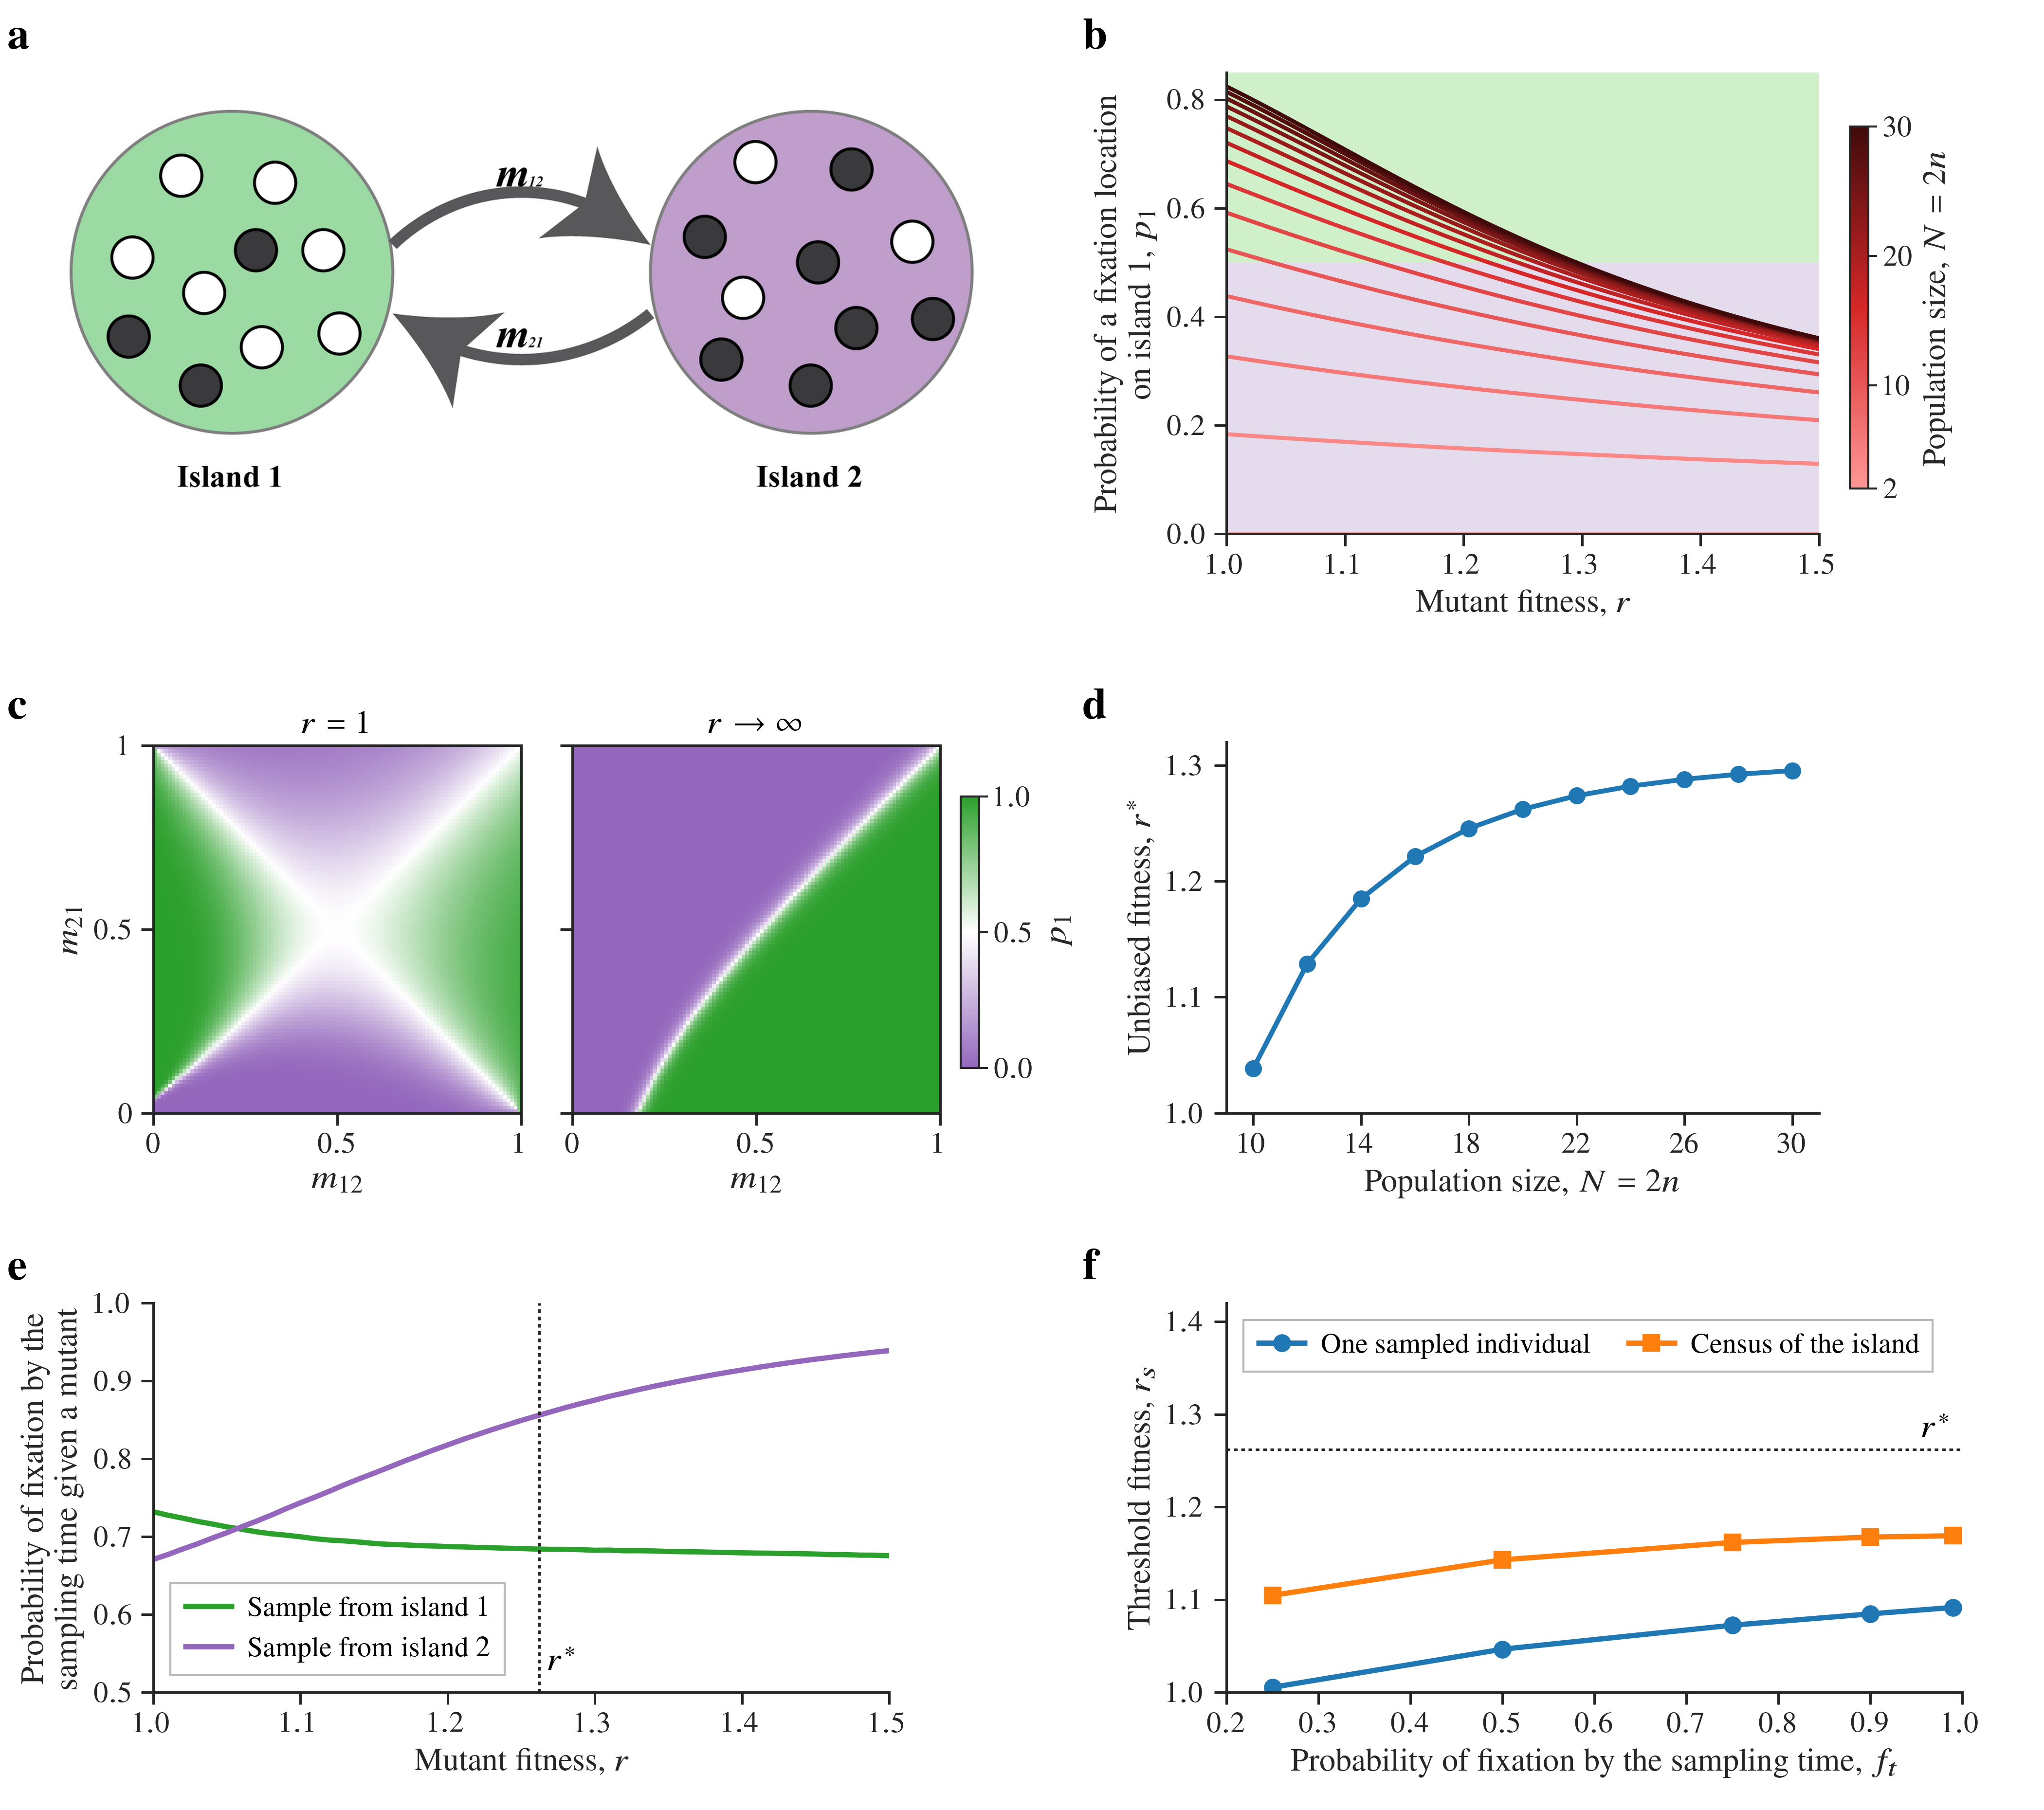 a
m12
m21
Island 1
Island 2
b
Probability of a fixation location
on island 1, p1
0.8
0.6
0.4
0.2
0.0
1.0 1.1 1.2 1.3 1.4 1.5
Mutant fitness, r
30
20
10
2
Population size, N = 2n
c
r = 1
r → ∞
m21
1
0.5
0
0 0.5 1
m12
0 0.5 1
m12
1.0
0.5
0.0
p1
d
Unbiased fitness, r*
1.3
1.2
1.1
1.0
10 14 18 22 26 30
Population size, N = 2n
e
Probability of fixation by the
sampling time given a mutant
1.0
0.9
0.8
0.7
0.6
0.5
Sample from island 1
Sample from island 2
r*
1.0 1.1 1.2 1.3 1.4 1.5
Mutant fitness, r
f
Threshold fitness, rs
1.4
1.3
1.2
1.1
1.0
One sampled individual
Census of the island
r*
0.2 0.3 0.4 0.5 0.6 0.7 0.8 0.9 1.0
Probability of fixation by the sampling time, ft